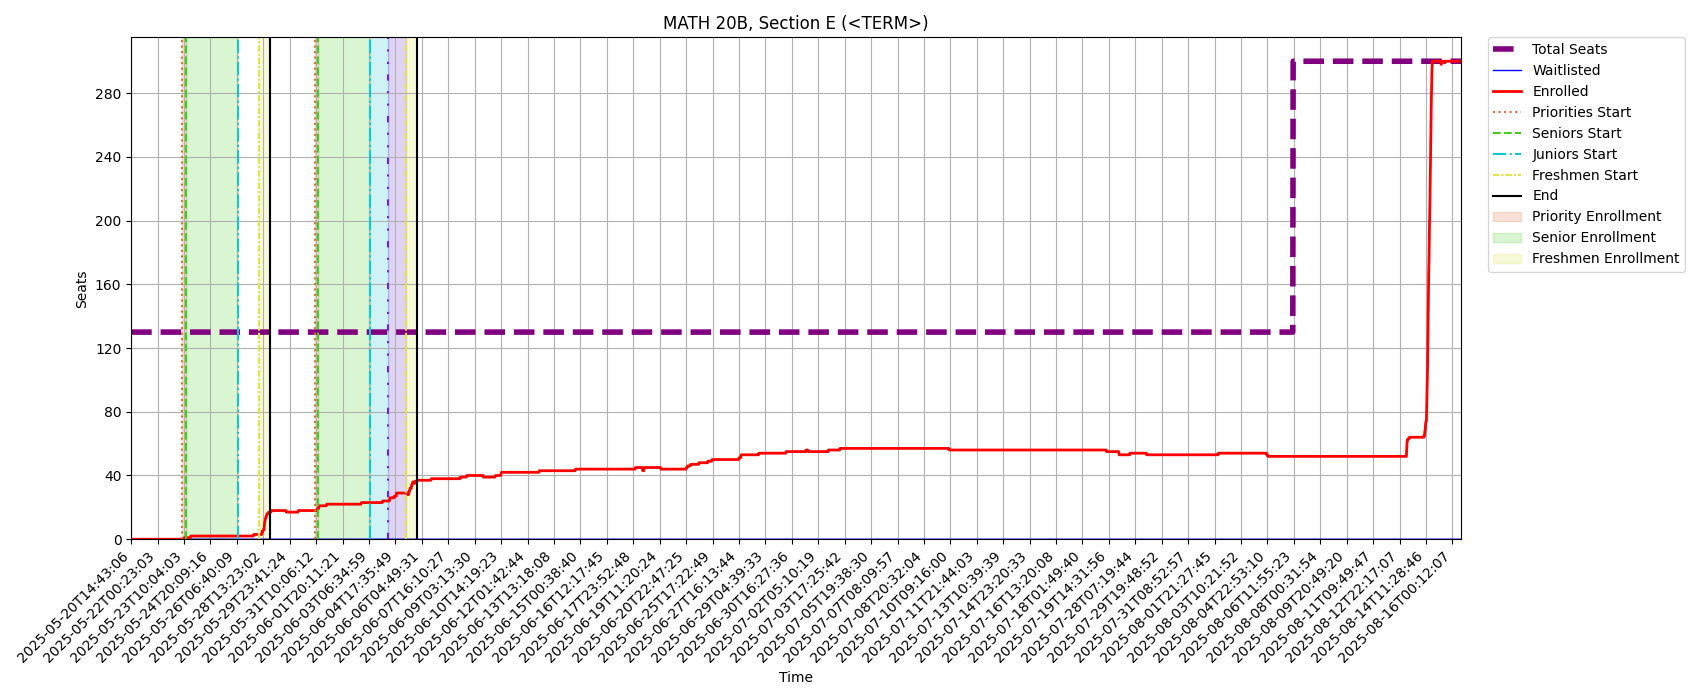 MATH 20B, Section E (<TERM>)
Total Seats
Waitlisted
Enrolled
Priorities Start
Seniors Start
Juniors Start
Freshmen Start
End
Priority Enrollment
Senior Enrollment
Freshmen Enrollment
Seats
280
240
200
160
120
80
40
0
2025-05-20T14:43:06
2025-05-22T00:23:03
2025-05-23T10:04:03
2025-05-24T20:09:16
2025-05-26T06:40:09
2025-05-28T13:23:02
2025-05-29T23:41:24
2025-05-31T10:06:12
2025-06-01T20:11:21
2025-06-03T06:34:59
2025-06-04T17:35:49
2025-06-06T04:49:31
2025-06-07T16:10:27
2025-06-09T03:13:30
2025-06-10T14:19:23
2025-06-12T01:42:44
2025-06-13T13:18:08
2025-06-15T00:38:40
2025-06-16T12:17:45
2025-06-17T23:52:48
2025-06-19T11:20:24
2025-06-20T22:47:25
2025-06-25T17:22:49
2025-06-27T16:13:44
2025-06-29T04:39:33
2025-06-30T16:27:30
2025-07-02T05:10:19
2025-07-03T17:25:42
2025-07-05T19:38:30
2025-07-07T08:09:57
2025-07-08T20:32:04
2025-07-10T09:16:00
2025-07-11T21:44:03
2025-07-13T10:39:39
2025-07-14T23:20:33
2025-07-16T13:20:08
2025-07-18T01:49:40
2025-07-19T14:31:56
2025-07-28T07:19:44
2025-07-29T19:48:52
2025-07-31T08:52:57
2025-08-01T21:27:45
2025-08-03T10:21:52
2025-08-04T22:53:10
2025-08-06T11:55:23
2025-08-08T00:31:54
2025-08-09T20:49:20
2025-08-11T09:49:47
2025-08-12T22:17:07
2025-08-14T11:28:46
2025-08-16T00:12:07
Time